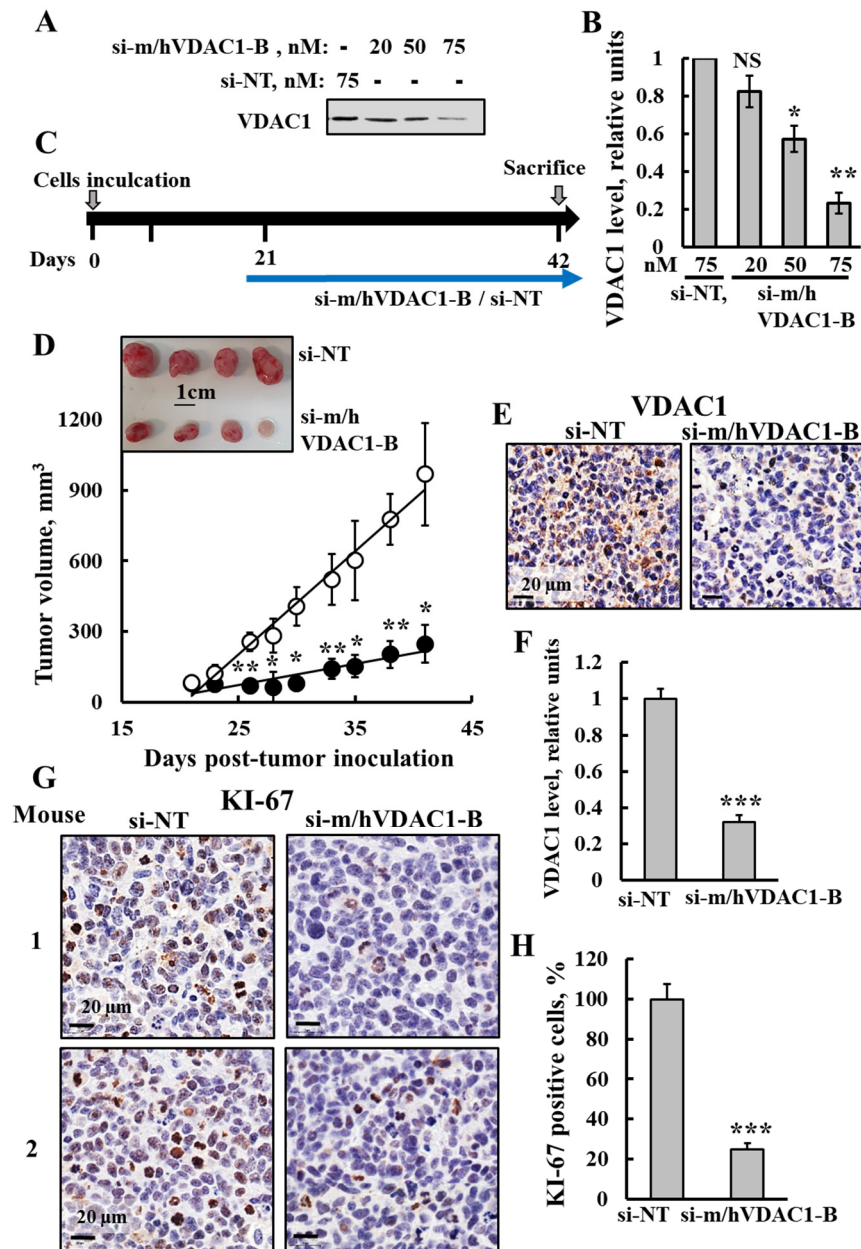 A
si-m/hVDAC1-B , nM: - 20 50 75
si-NT, nM: 75 - - -
VDAC1
B
VDAC1 level, relative units
1
0.8
0.6
0.4
0.2
0
NS
*
**
nM 75 20 50 75
si-NT, si-m/h
VDAC1-B
C
Cells inculcation
Sacrifice
Days 0 21 42
si-m/hVDAC1-B / si-NT
D
si-NT
1cm
si-m/h
VDAC1-B
Tumor volume, mm³
1200
900
600
300
0
** * * ** * ** *
15 25 35 45
Days post-tumor inoculation
E
VDAC1
si-NT si-m/hVDAC1-B
20 µm
F
VDAC1 level, relative units
1.2
1
0.8
0.6
0.4
0.2
0
***
si-NT si-m/hVDAC1-B
G
KI-67
Mouse si-NT si-m/hVDAC1-B
1
20 µm
2
20 µm
H
KI-67 positive cells, %
120
100
80
60
40
20
0
***
si-NT si-m/hVDAC1-B